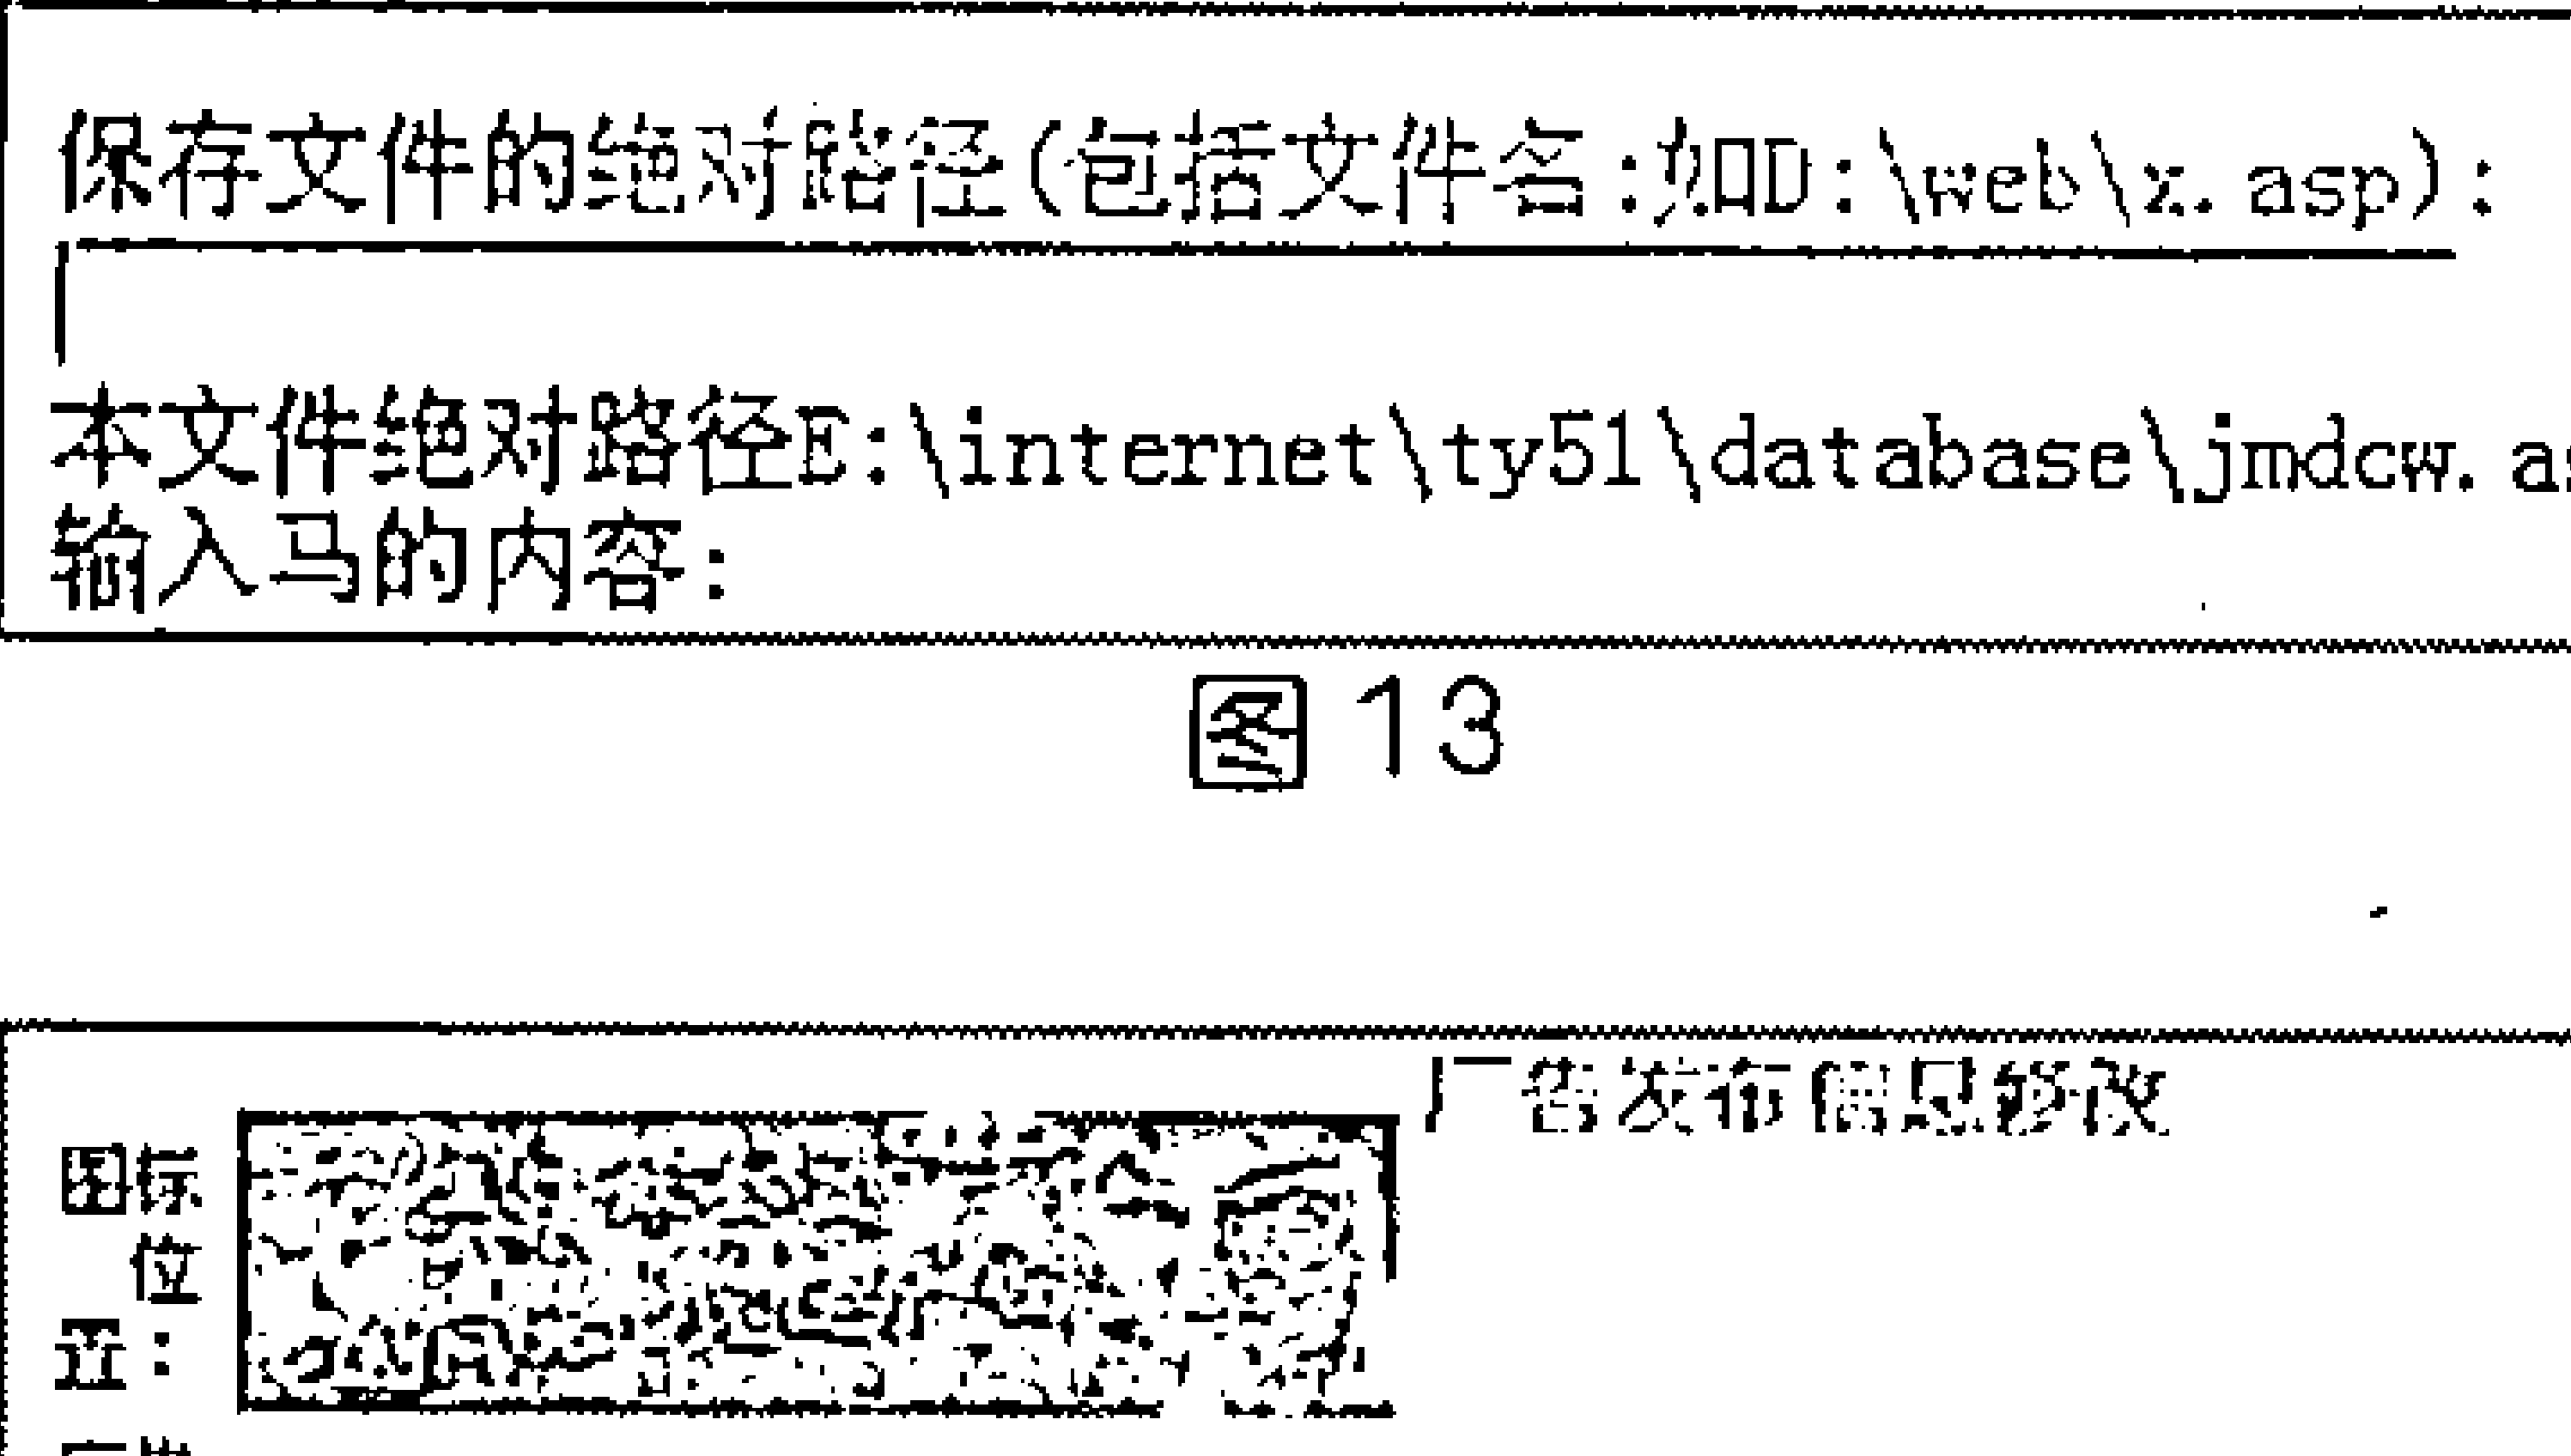 保存文件的绝对路径(包括文件名:如D:\web\x.asp):
本文件绝对路径E:\internet\ty51\database\jmdcw.as
输入马的内容:
图 13
广告发布信息修改
图标
位
置: